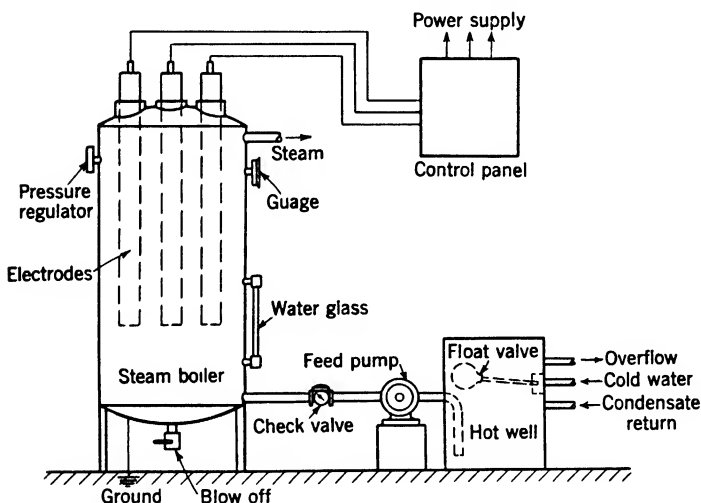 Power supply
Control panel
Steam
Pressure
regulator
Guage
Electrodes
Water glass
Steam boiler
Feed pump
Float valve
Overflow
Cold water
Condensate
return
Check valve
Hot well
Ground
Blow off